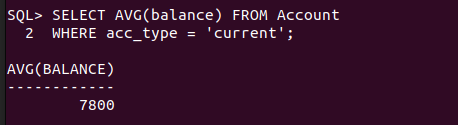 SQL> SELECT AVG(balance) FROM Account
  2  WHERE acc_type = 'current';
AVG(BALANCE)
------------
        7800